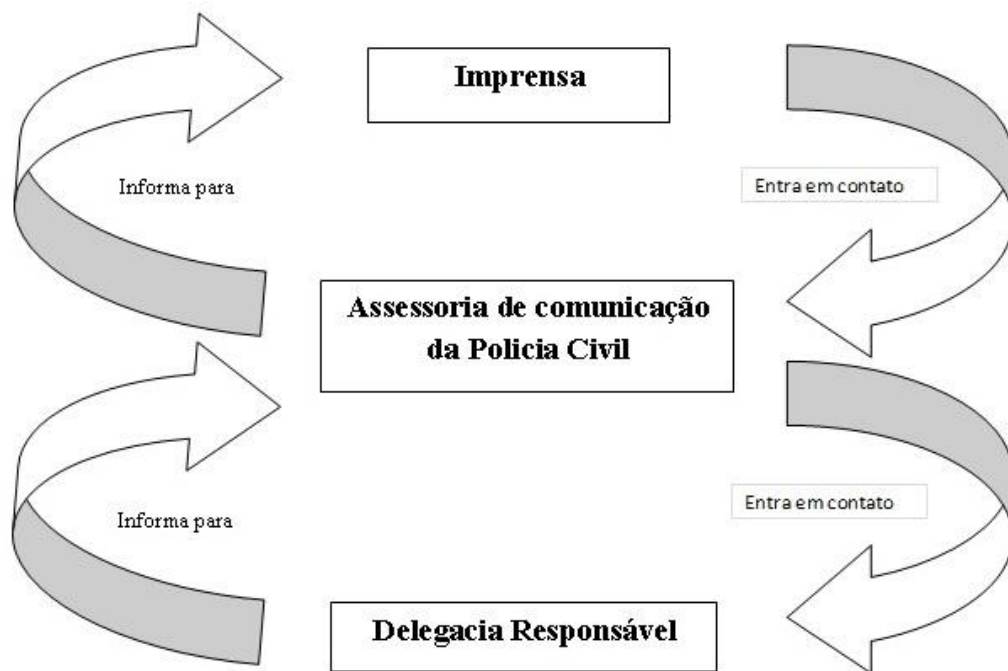 Imprensa
Informa para
Entra em contato
Assessoria de comunicação
da Policia Civil
Informa para
Entra em contato
Delegacia Responsável